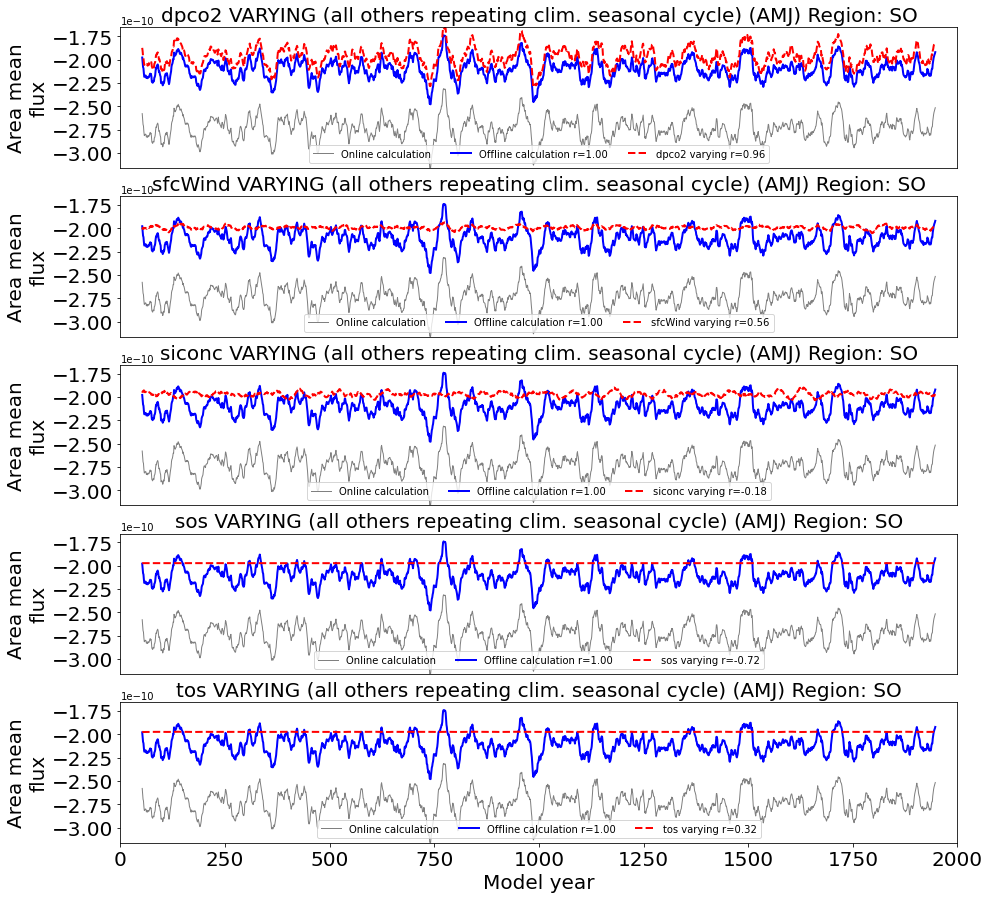 dpco2 VARYING (all others repeating clim. seasonal cycle) (AMJ) Region: SO
1e−10
Area mean
flux
−1.75
−2.00
−2.25
−2.50
−2.75
−3.00
Online calculation
Offline calculation r=1.00
dpco2 varying r=0.96
sfcWind VARYING (all others repeating clim. seasonal cycle) (AMJ) Region: SO
1e−10
Area mean
flux
−1.75
−2.00
−2.25
−2.50
−2.75
−3.00
Online calculation
Offline calculation r=1.00
sfcWind varying r=0.56
siconc VARYING (all others repeating clim. seasonal cycle) (AMJ) Region: SO
1e−10
Area mean
flux
−1.75
−2.00
−2.25
−2.50
−2.75
−3.00
Online calculation
Offline calculation r=1.00
siconc varying r=-0.18
sos VARYING (all others repeating clim. seasonal cycle) (AMJ) Region: SO
1e−10
Area mean
flux
−1.75
−2.00
−2.25
−2.50
−2.75
−3.00
Online calculation
Offline calculation r=1.00
sos varying r=-0.72
tos VARYING (all others repeating clim. seasonal cycle) (AMJ) Region: SO
1e−10
Area mean
flux
−1.75
−2.00
−2.25
−2.50
−2.75
−3.00
Online calculation
Offline calculation r=1.00
tos varying r=0.32
0
250
500
750
1000
1250
1500
1750
2000
Model year